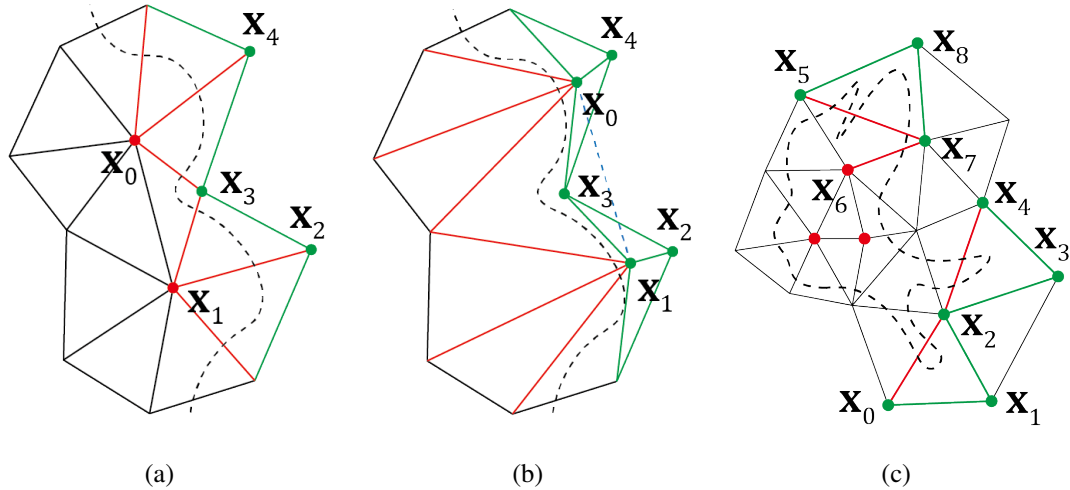 X₄
X₀
X₃
X₂
X₁
X₄
X₀
X₃
X₂
X₁
X₈
X₅
X₇
X₆
X₄
X₃
X₂
X₀
X₁
(a)
(b)
(c)